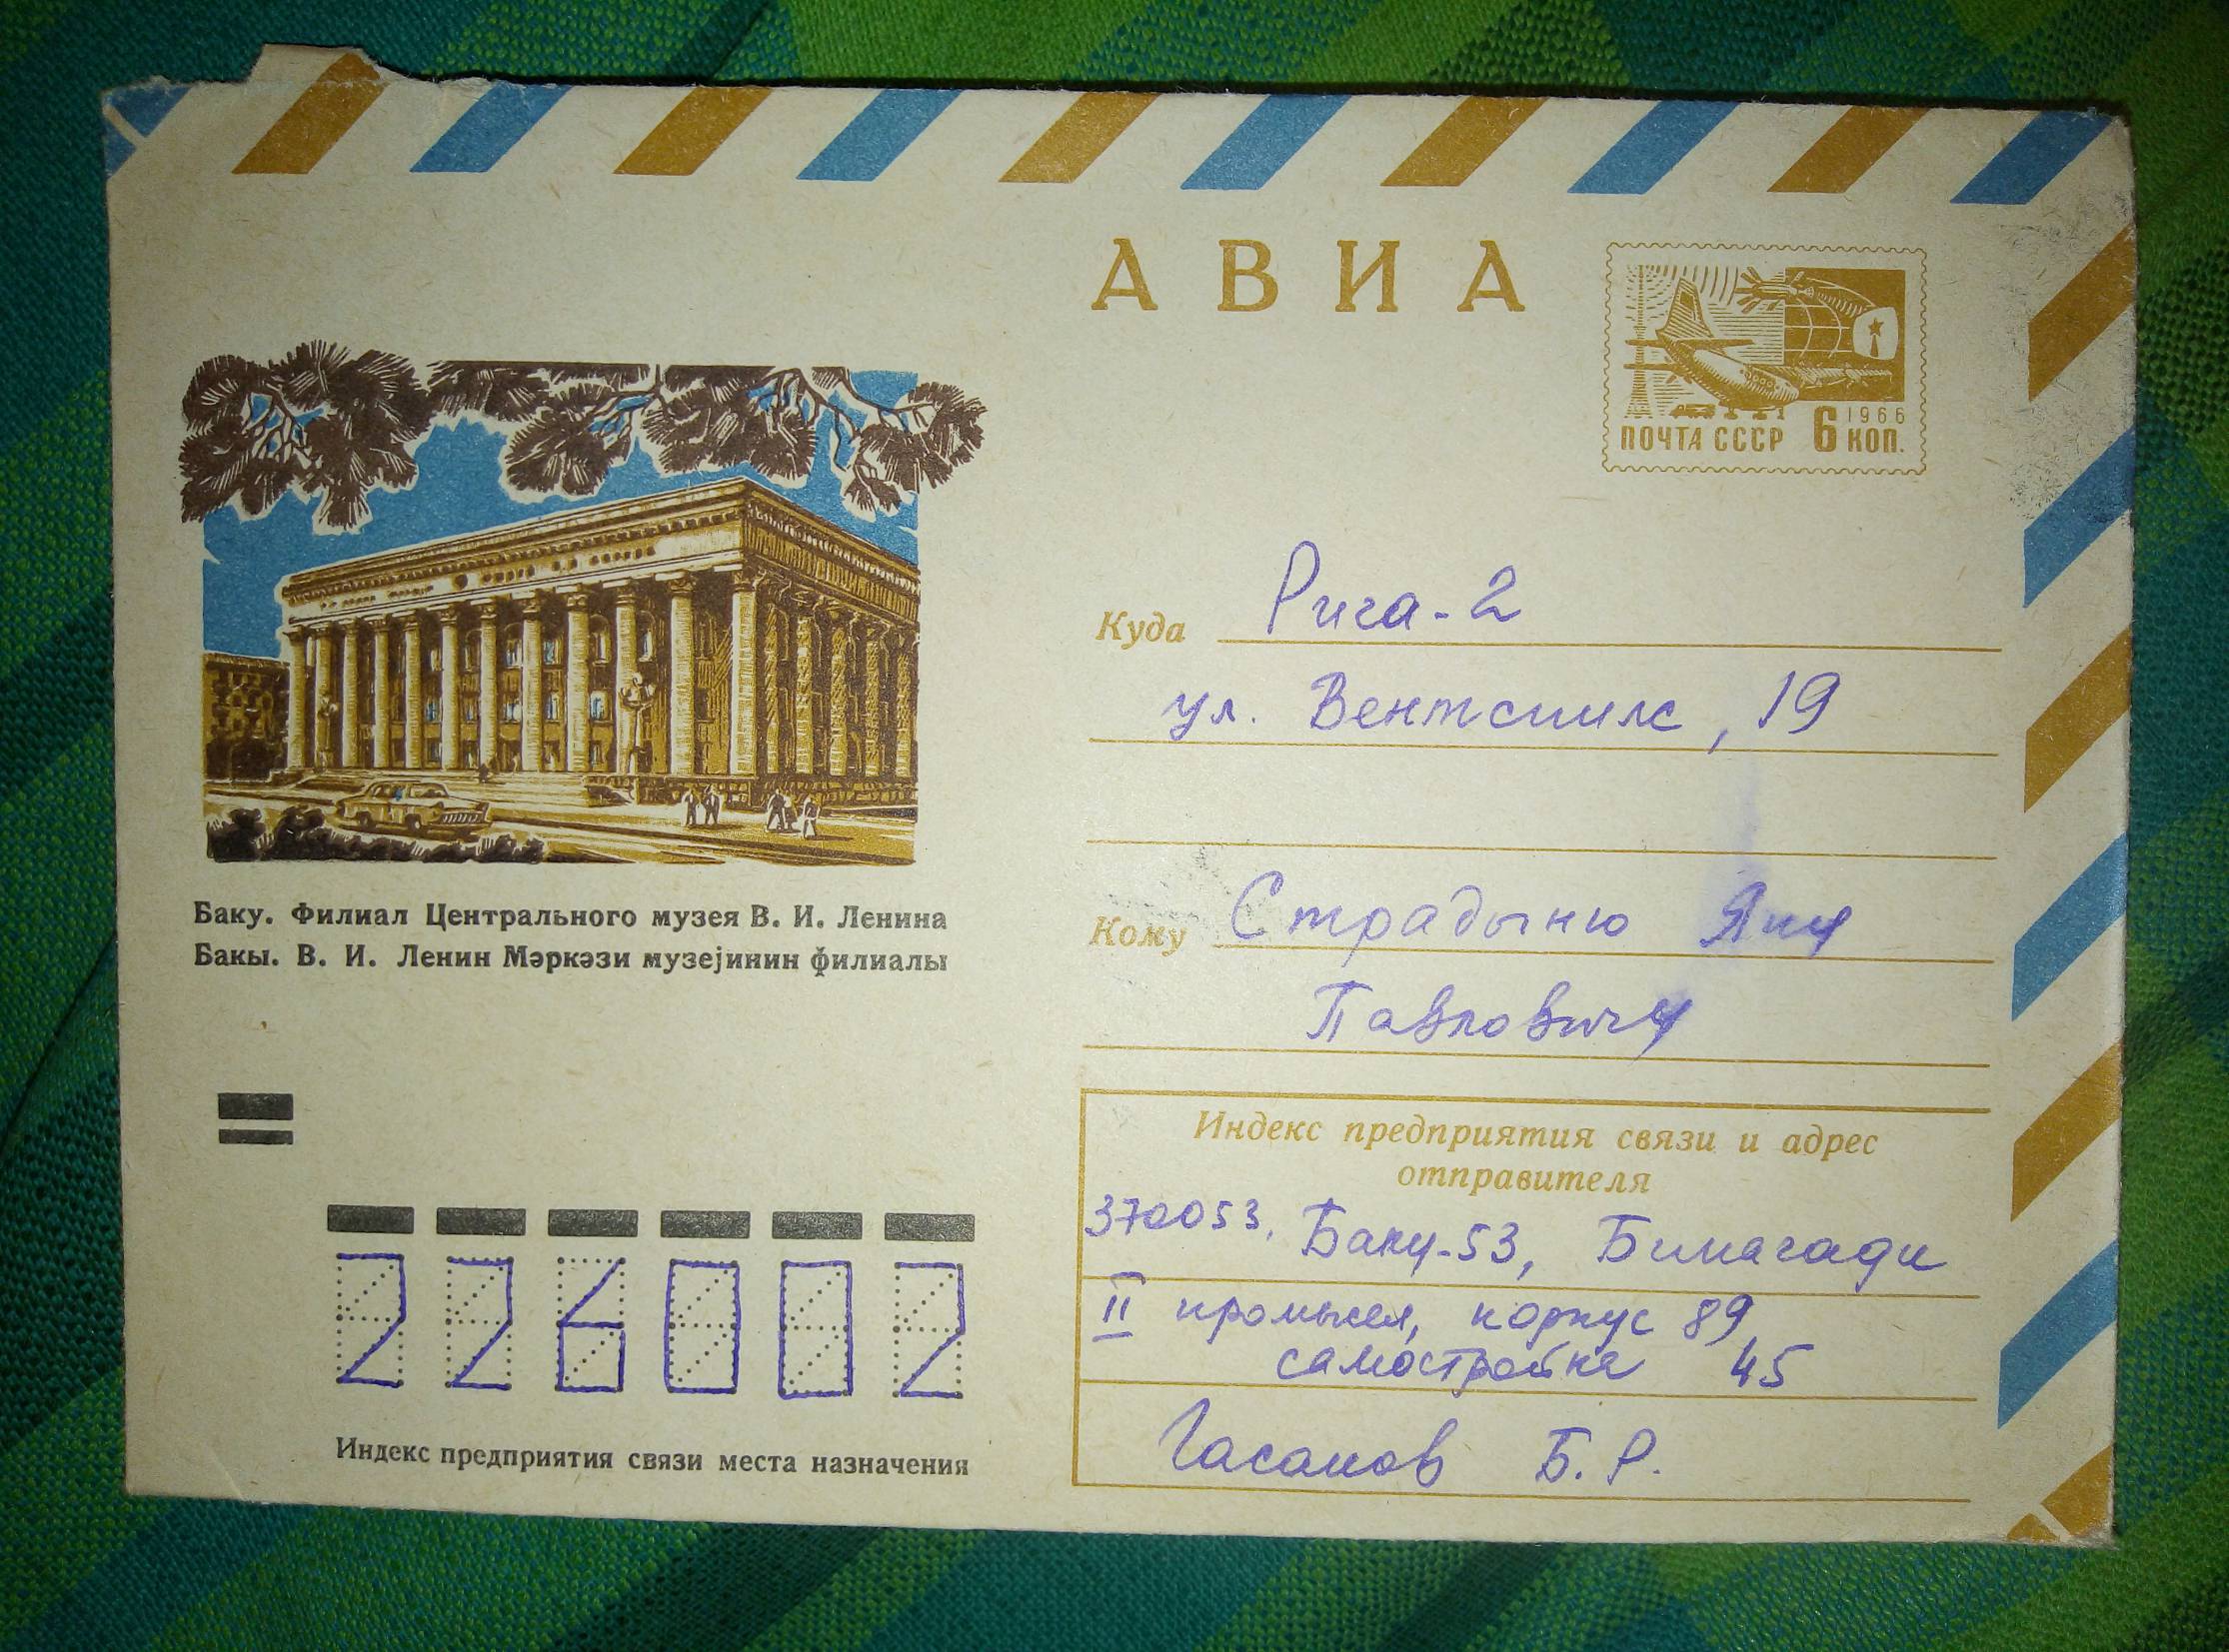 АВИА
1966
ПОЧТА СССР 6 КОП.
Баку. Филиал Центрального музея В. И. Ленина
Бакы. В. И. Ленин Мәркәзи музејинин филиалы
Куда Рига-2
ул. Вентспилс, 19
Кому Страдыню Яну
Павловичу
Индекс предприятия связи и адрес
отправителя
370053, Баку-53, Бинагади
II промысел, корпус 89
самостройка 45
Гасанов Б. Р.
226002
Индекс предприятия связи места назначения